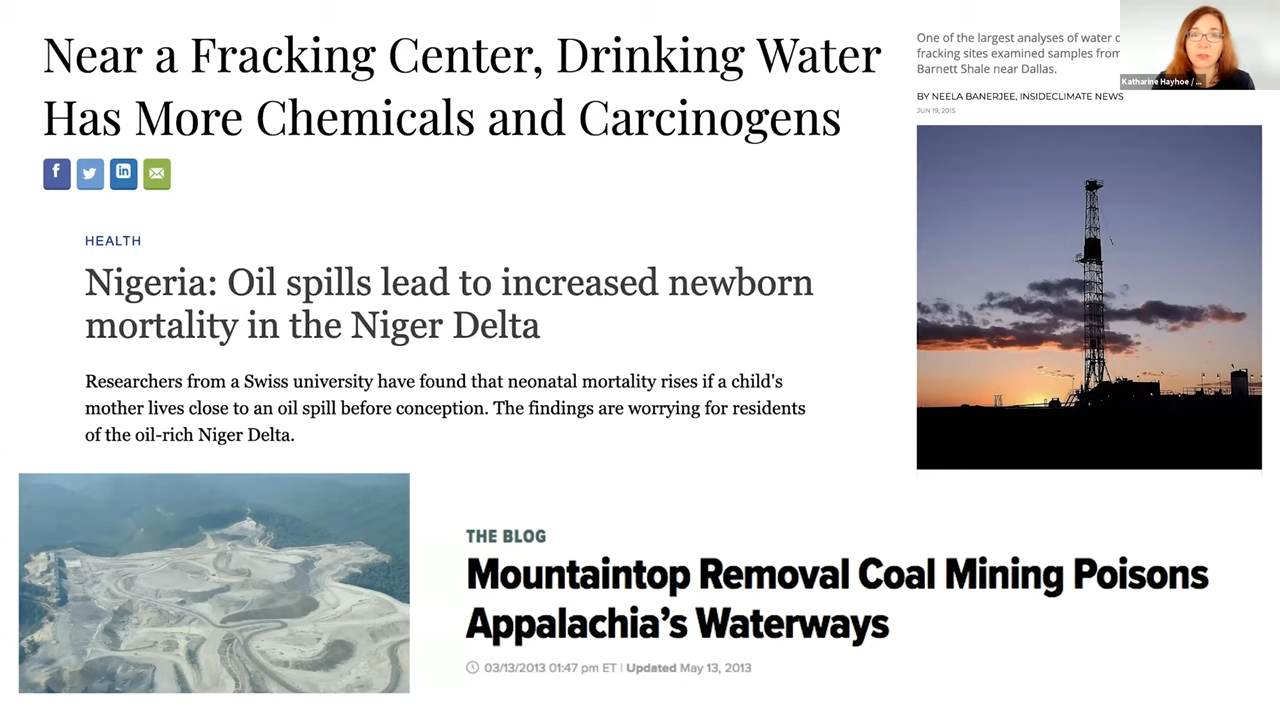 Near a Fracking Center, Drinking Water
Has More Chemicals and Carcinogens
f
in
One of the largest analyses of water
fracking sites examined samples from
Barnett Shale near Dallas.
Katharine Hayhoe / ...
BY NEELA BANERJEE, INSIDECLIMATE NEWS
JUN 19, 2015
HEALTH
Nigeria: Oil spills lead to increased newborn
mortality in the Niger Delta
Researchers from a Swiss university have found that neonatal mortality rises if a child's
mother lives close to an oil spill before conception. The findings are worrying for residents
of the oil-rich Niger Delta.
THE BLOG
Mountaintop Removal Coal Mining Poisons
Appalachia's Waterways
03/13/2013 01:47 pm ET | Updated May 13, 2013